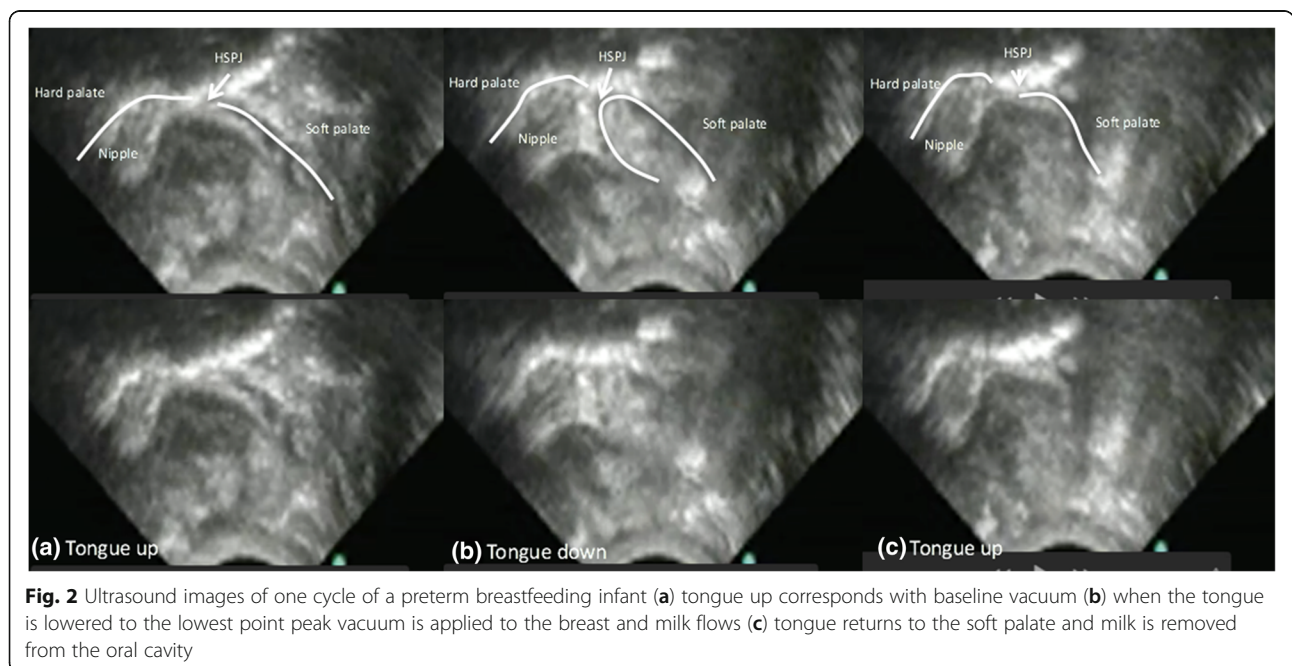 HSPJ
Hard palate
Soft palate
Nipple
HSPJ
Hard palate
Soft palate
Nipple
HSPJ
Hard palate
Soft palate
Nipple
(a) Tongue up
(b) Tongue down
(c) Tongue up
Fig. 2 Ultrasound images of one cycle of a preterm breastfeeding infant (a) tongue up corresponds with baseline vacuum (b) when the tongue
is lowered to the lowest point peak vacuum is applied to the breast and milk flows (c) tongue returns to the soft palate and milk is removed
from the oral cavity